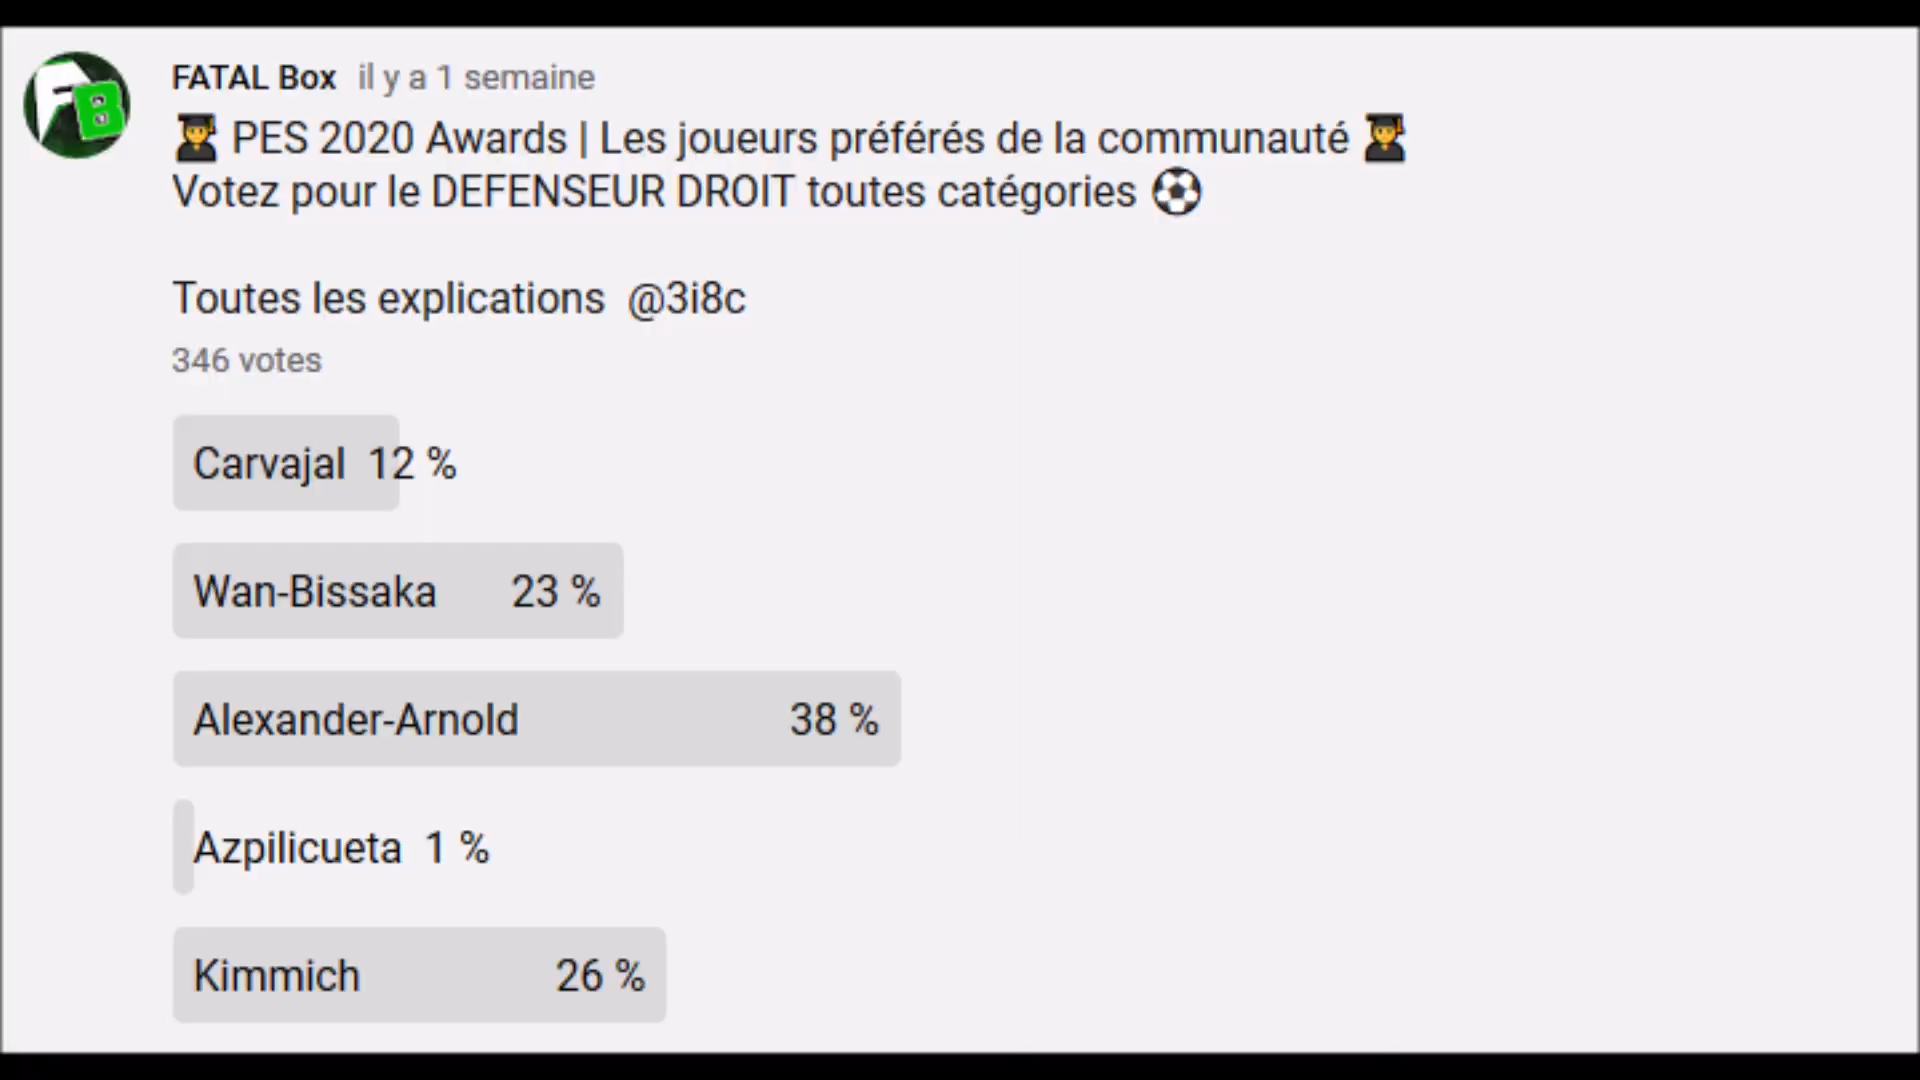 FATAL Box il y a 1 semaine
PES 2020 Awards | Les joueurs préférés de la communauté
Votez pour le DEFENSEUR DROIT toutes catégories
Toutes les explications @3i8c
346 votes
Carvajal 12 %
Wan-Bissaka 23 %
Alexander-Arnold 38 %
Azpilicueta 1 %
Kimmich 26 %